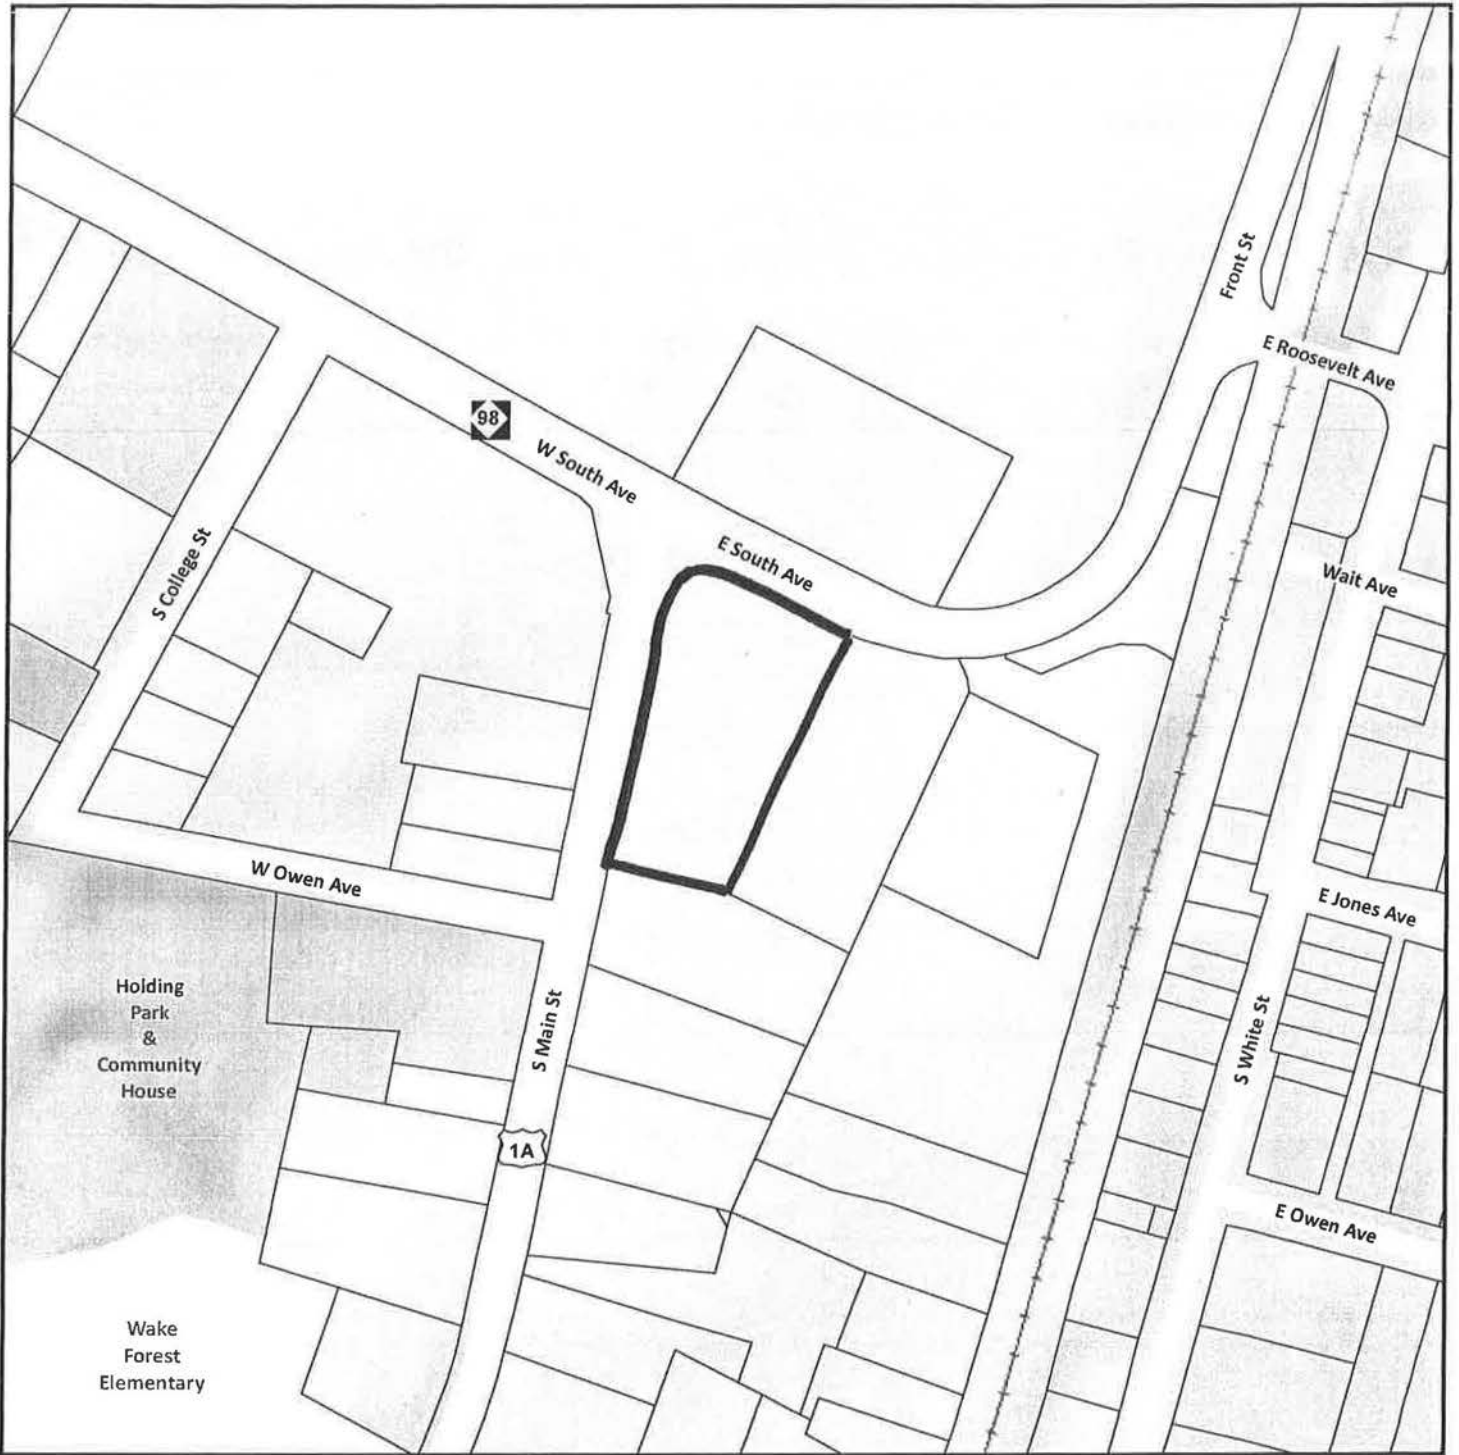 Front St
E Roosevelt Ave
98
W South Ave
E South Ave
S College St
Wait Ave
W Owen Ave
E Jones Ave
Holding
Park
&
Community
House
S Main St
S White St
1A
E Owen Ave
Wake
Forest
Elementary